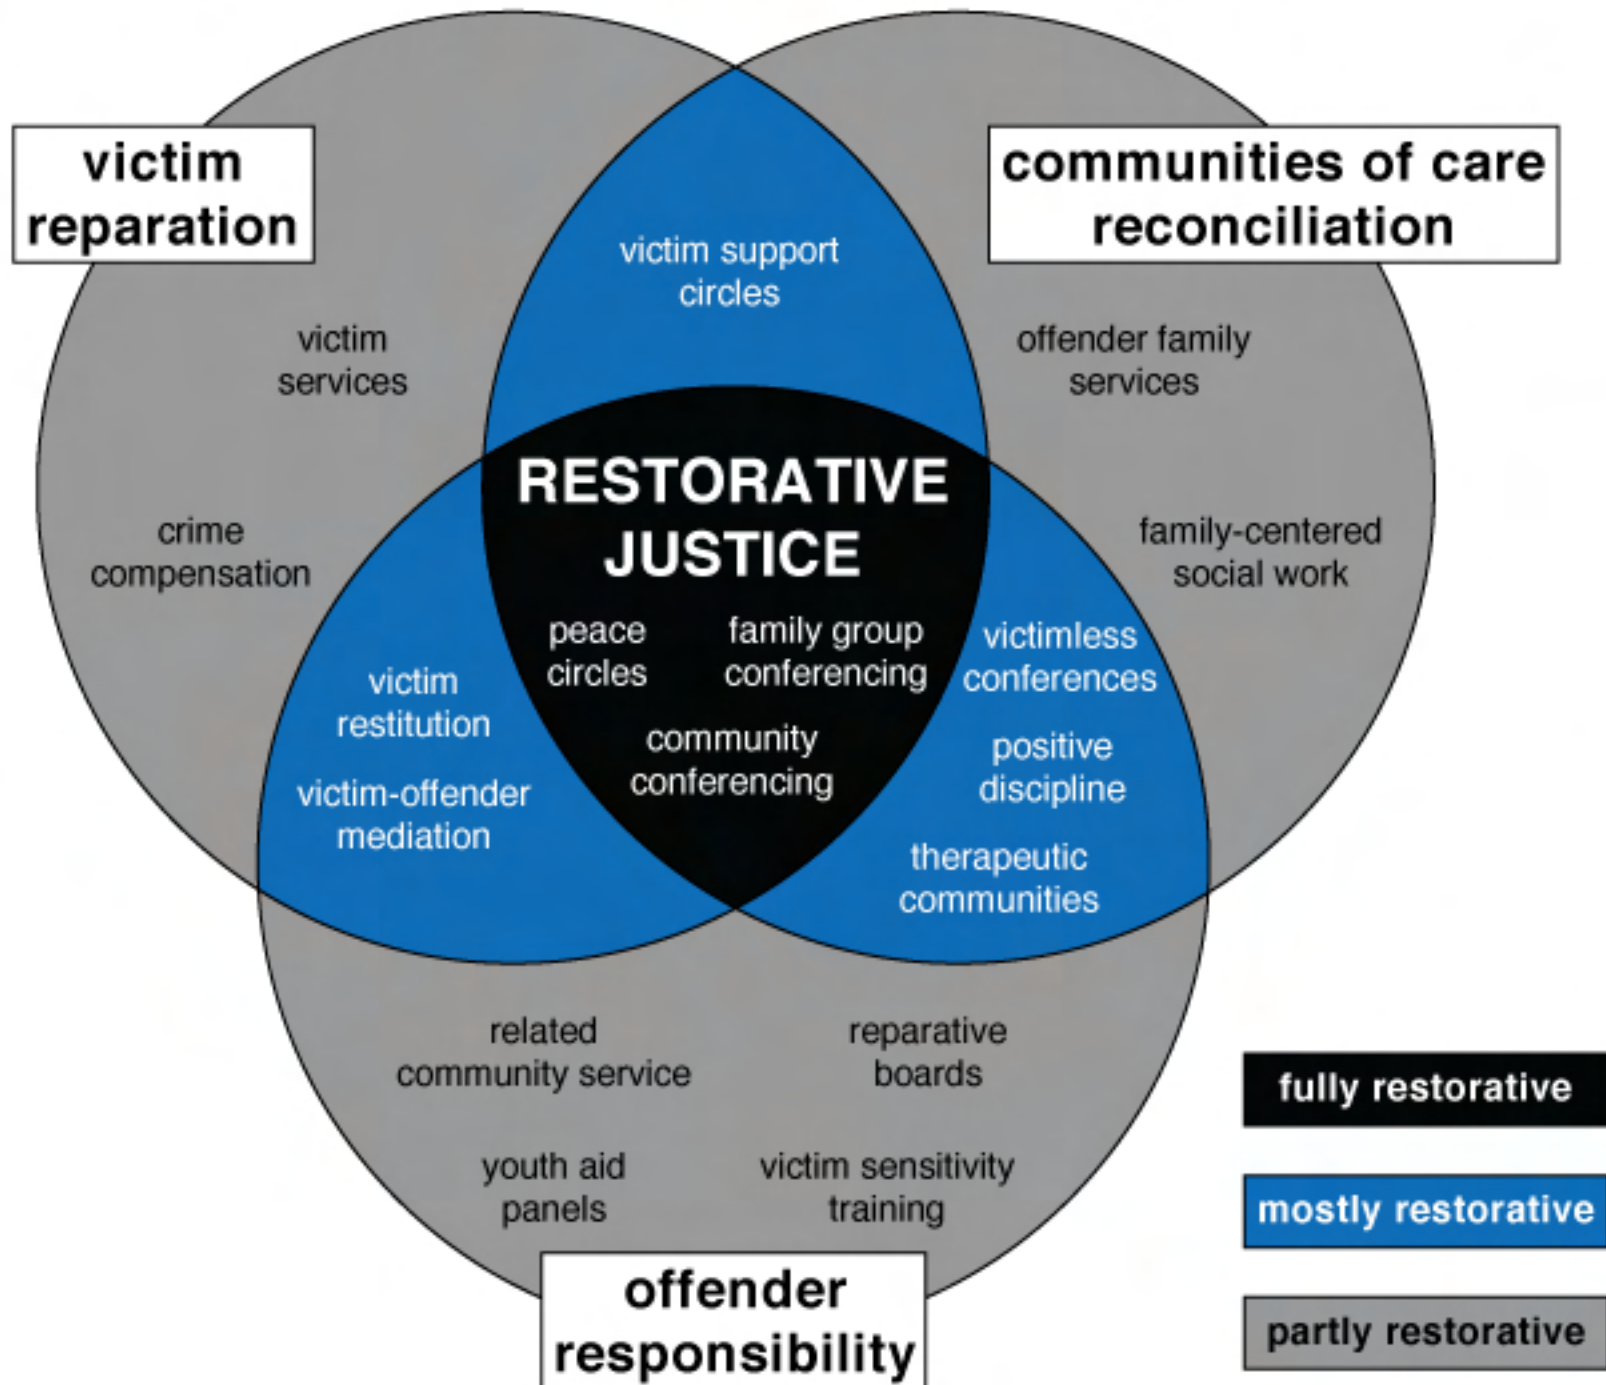 victim
reparation
communities of care
reconciliation
victim support
circles
victim
services
offender family
services
crime
compensation
family-centered
social work
RESTORATIVE
JUSTICE
peace
circles
family group
conferencing
community
conferencing
victim
restitution
victim-offender
mediation
victimless
conferences
positive
discipline
therapeutic
communities
related
community service
reparative
boards
youth aid
panels
victim sensitivity
training
offender
responsibility
fully restorative
mostly restorative
partly restorative